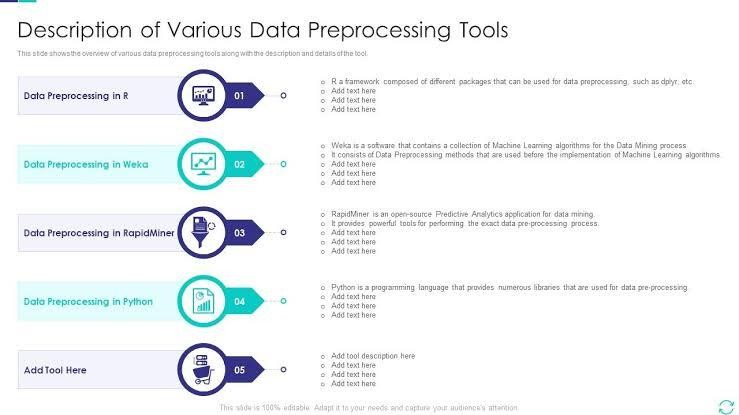 Description of Various Data Preprocessing Tools
This slide shows the overview of various data preprocessing tools along with the description and details of the tool.
Data Preprocessing in R
01
R a framework composed of different packages that can be used for data preprocessing, such as dplyr, etc.
Add text here
Add text here
Add text here
Data Preprocessing in Weka
02
Weka is a software that contains a collection of Machine Learning algorithms for the Data Mining process
It consists of Data Preprocessing methods that are used before the implementation of Machine Learning algorithms.
Add text here
Add text here
Add text here
Data Preprocessing in RapidMiner
03
RapidMiner is an open-source Predictive Analytics application for data mining.
It provides powerful tools for performing the exact data pre-processing process.
Add text here
Add text here
Add text here
Data Preprocessing in Python
04
Python is a programming language that provides numerous libraries that are used for data pre-processing.
Add text here
Add text here
Add text here
Add Tool Here
05
Add tool description here
Add text here
Add text here
Add text here
This slide is 100% editable. Adapt it to your needs and capture your audience's attention.